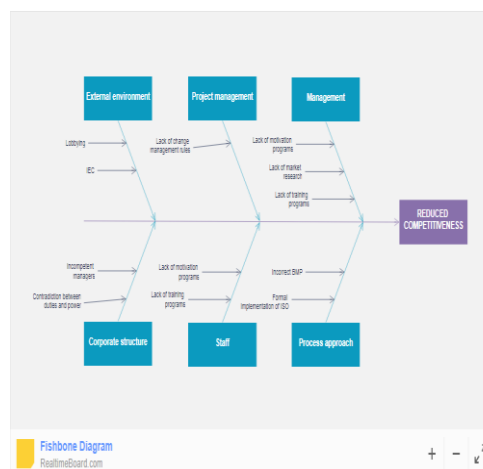 External environment
Project management
Management
Lobbying
IEC
Lack of change
management rules
Lack of motivation
programs
Lack of market
research
Lack of training
programs
REDUCED
COMPETITIVENESS
Incompetent
managers
Contradiction between
duties and power
Lack of motivation
programs
Lack of training
programs
Incorrect BMP
Formal
implementation of ISO
Corporate structure
Staff
Process approach
Fishbone Diagram
RealtimeBoard.com
+ −